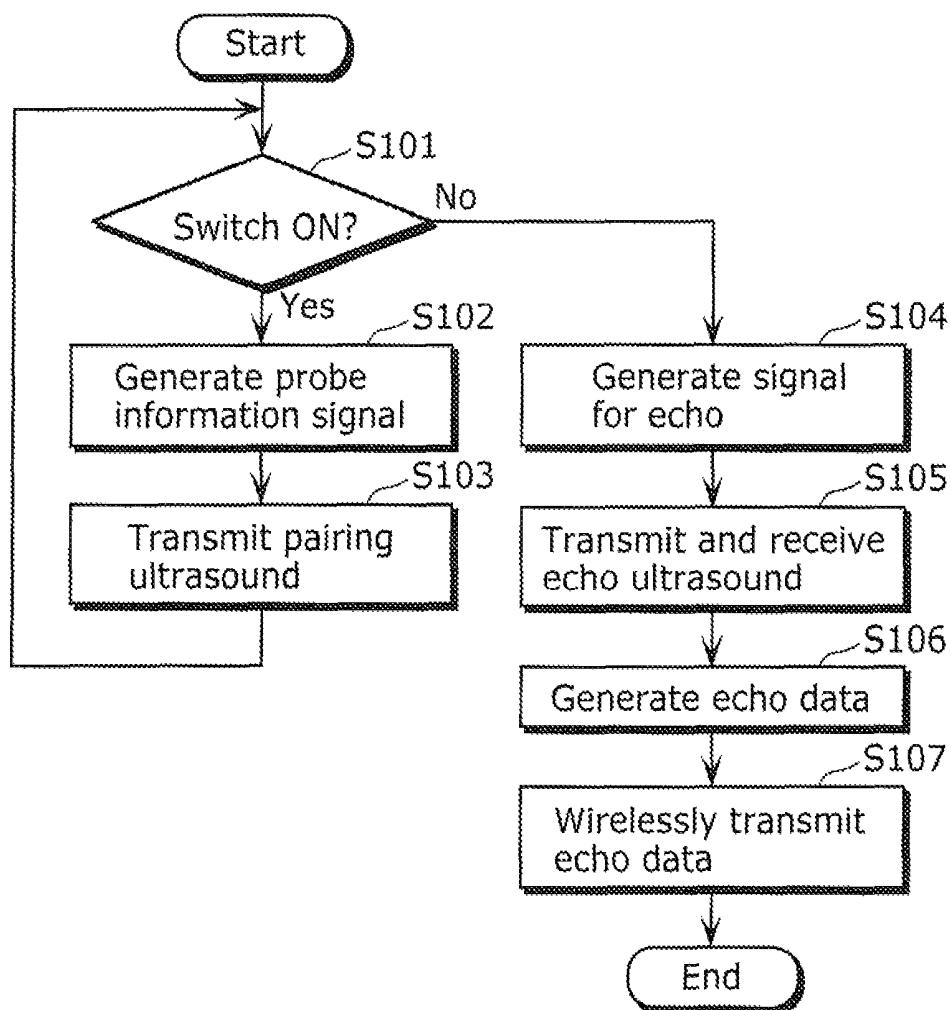 Start
S101
Switch ON?
No
Yes
S102
Generate probe
information signal
S103
Transmit pairing
ultrasound
S104
Generate signal
for echo
S105
Transmit and receive
echo ultrasound
S106
Generate echo data
S107
Wirelessly transmit
echo data
End